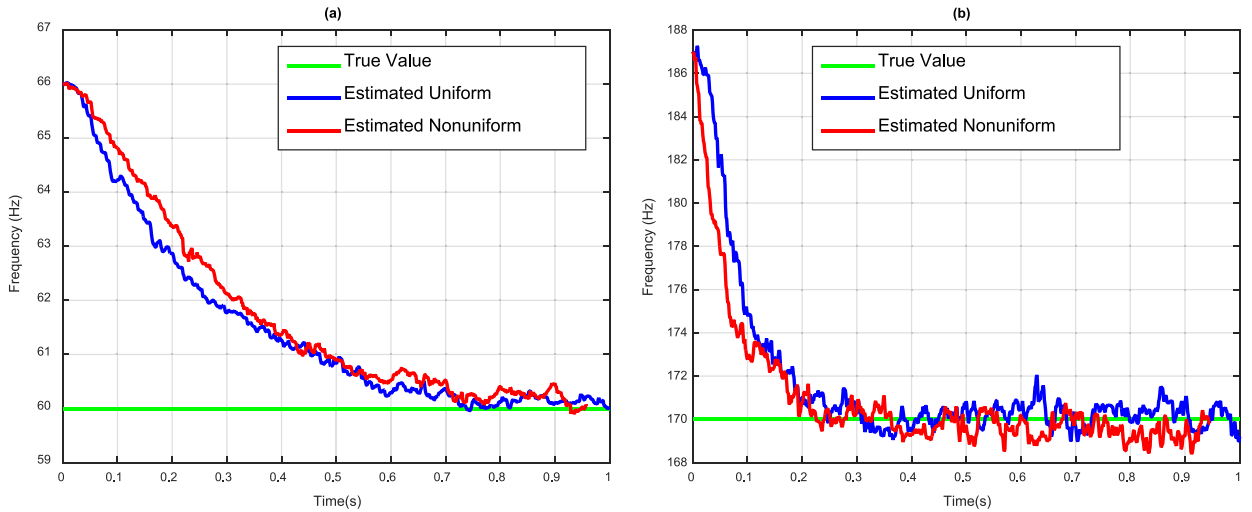 (a)
67
66
65
64
63
62
61
60
59
Frequency (Hz)
True Value
Estimated Uniform
Estimated Nonuniform
0 0.1 0.2 0.3 0.4 0.5 0.6 0.7 0.8 0.9 1
Time(s)
(b)
188
186
184
182
180
178
176
174
172
170
168
Frequency (Hz)
True Value
Estimated Uniform
Estimated Nonuniform
0 0.1 0.2 0.3 0.4 0.5 0.6 0.7 0.8 0.9 1
Time(s)